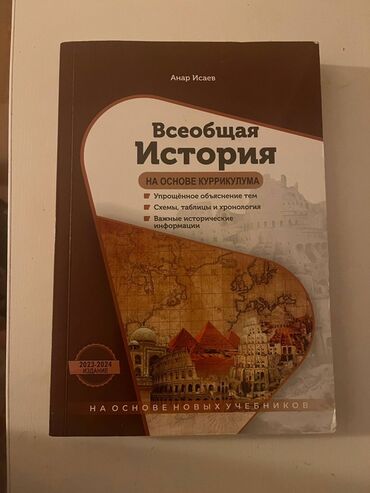 Анар Исаев
Всеобщая
История
НА ОСНОВЕ КУРРИКУЛУМА
Упрощённое объяснение тем
Схемы, таблицы и хронология
Важные исторические
информации
2023-2024
ИЗДАНИЕ
НА ОСНОВЕ НОВЫХ УЧЕБНИКОВ